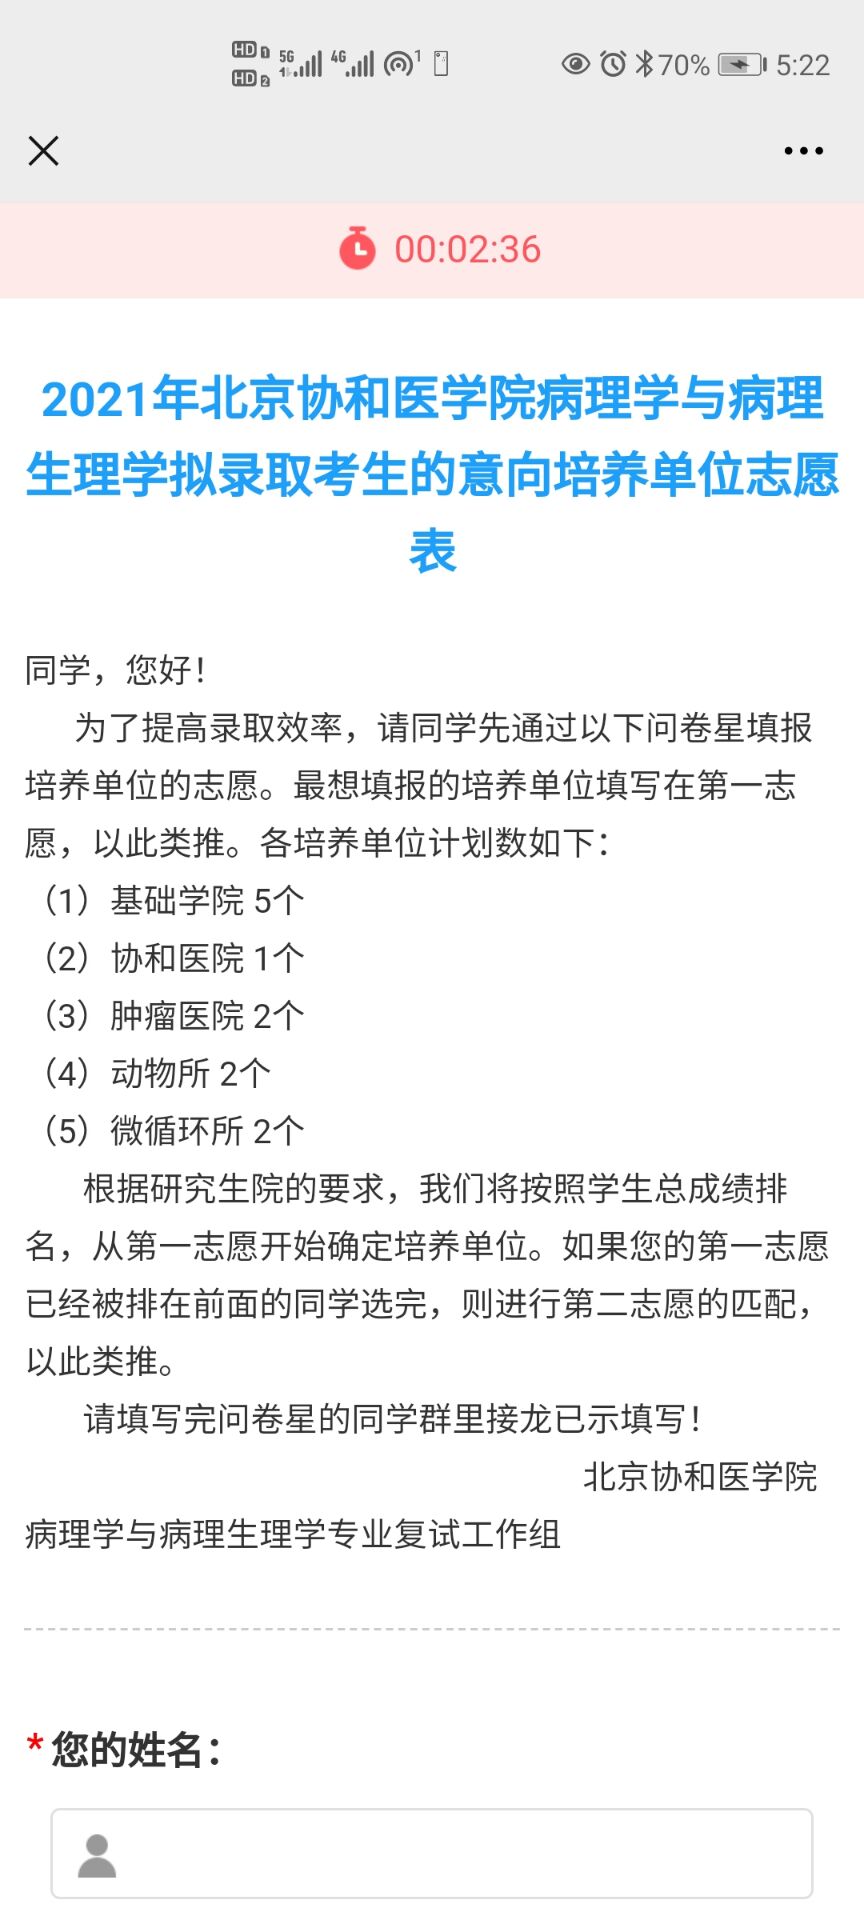 HD 1 5G 4G 1 70% 5:22
HD 2
00:02:36
2021年北京协和医学院病理学与病理
生理学拟录取考生的意向培养单位志愿
表
同学，您好！
为了提高录取效率，请同学先通过以下问卷星填报
培养单位的志愿。最想填报的培养单位填写在第一志
愿，以此类推。各培养单位计划数如下：
（1）基础学院 5个
（2）协和医院 1个
（3）肿瘤医院 2个
（4）动物所 2个
（5）微循环所 2个
根据研究生院的要求，我们将按照学生总成绩排
名，从第一志愿开始确定培养单位。如果您的第一志愿
已经被排在前面的同学选完，则进行第二志愿的匹配，
以此类推。
请填写完问卷星的同学群里接龙已示填写！
北京协和医学院
病理学与病理生理学专业复试工作组
*您的姓名：